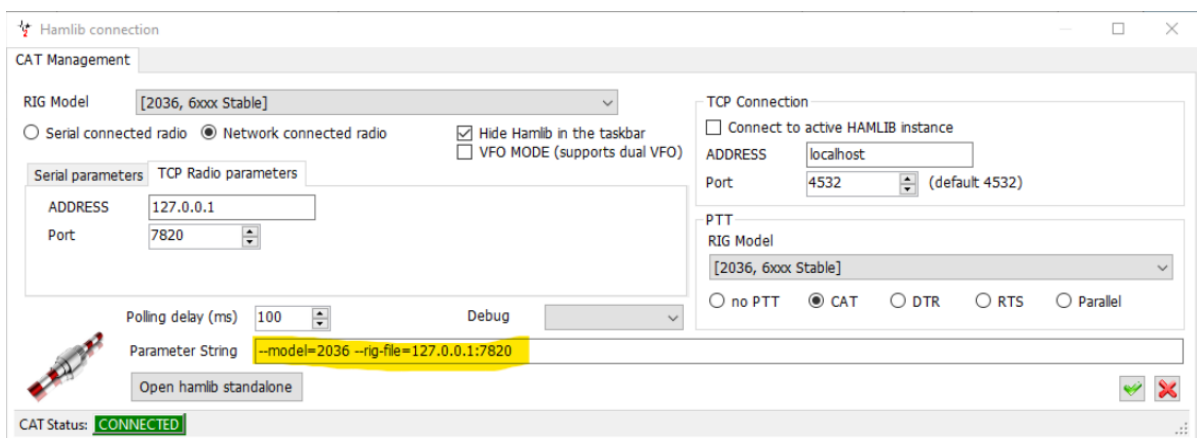 Hamlib connection
CAT Management
RIG Model [2036, 6xxx Stable]
Serial connected radio Network connected radio
Hide Hamlib in the taskbar
VFO MODE (supports dual VFO)
Serial parameters TCP Radio parameters
ADDRESS 127.0.0.1
Port 7820
TCP Connection
Connect to active HAMLIB instance
ADDRESS localhost
Port 4532 (default 4532)
PTT
RIG Model
[2036, 6xxx Stable]
no PTT CAT DTR RTS Parallel
Polling delay (ms) 100 Debug
Parameter String --model=2036 --rig-file=127.0.0.1:7820
Open hamlib standalone
CAT Status: CONNECTED